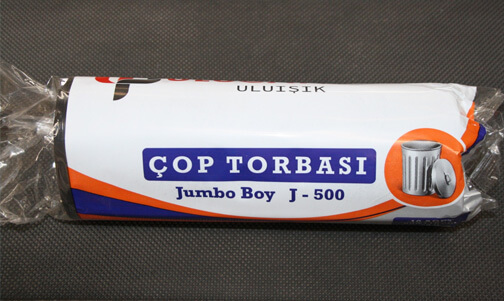 ULUIŞIK
ÇOP TORBASI
Jumbo Boy J - 500